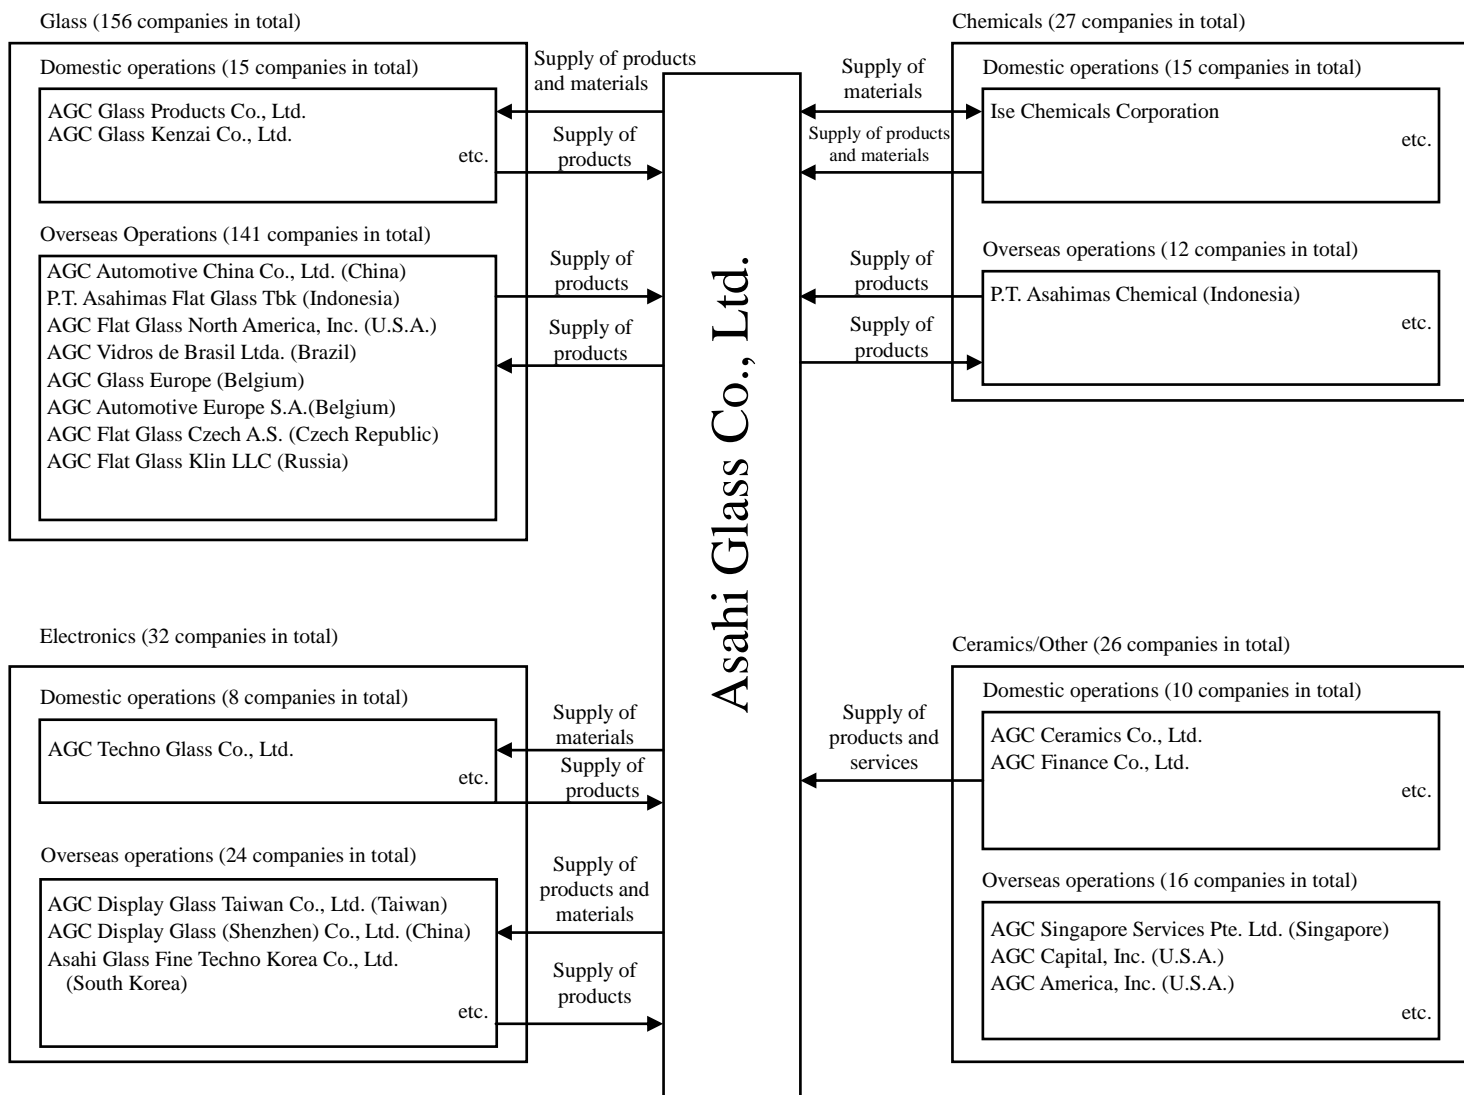 Glass (156 companies in total)
Domestic operations (15 companies in total)
AGC Glass Products Co., Ltd.
AGC Glass Kenzai Co., Ltd.
etc.
Supply of products
and materials
Supply of
products
Overseas Operations (141 companies in total)
AGC Automotive China Co., Ltd. (China)
P.T. Asahimas Flat Glass Tbk (Indonesia)
AGC Flat Glass North America, Inc. (U.S.A.)
AGC Vidros de Brasil Ltda. (Brazil)
AGC Glass Europe (Belgium)
AGC Automotive Europe S.A.(Belgium)
AGC Flat Glass Czech A.S. (Czech Republic)
AGC Flat Glass Klin LLC (Russia)
Supply of
products
Supply of
products
Electronics (32 companies in total)
Domestic operations (8 companies in total)
AGC Techno Glass Co., Ltd.
etc.
Supply of
materials
Supply of
products
Overseas operations (24 companies in total)
AGC Display Glass Taiwan Co., Ltd. (Taiwan)
AGC Display Glass (Shenzhen) Co., Ltd. (China)
Asahi Glass Fine Techno Korea Co., Ltd.
(South Korea)
etc.
Supply of
products and
materials
Supply of
products
Asahi Glass Co., Ltd.
Chemicals (27 companies in total)
Supply of
materials
Supply of products
and materials
Domestic operations (15 companies in total)
Ise Chemicals Corporation
etc.
Supply of
products
Supply of
products
Overseas operations (12 companies in total)
P.T. Asahimas Chemical (Indonesia)
etc.
Ceramics/Other (26 companies in total)
Supply of
products and
services
Domestic operations (10 companies in total)
AGC Ceramics Co., Ltd.
AGC Finance Co., Ltd.
etc.
Overseas operations (16 companies in total)
AGC Singapore Services Pte. Ltd. (Singapore)
AGC Capital, Inc. (U.S.A.)
AGC America, Inc. (U.S.A.)
etc.